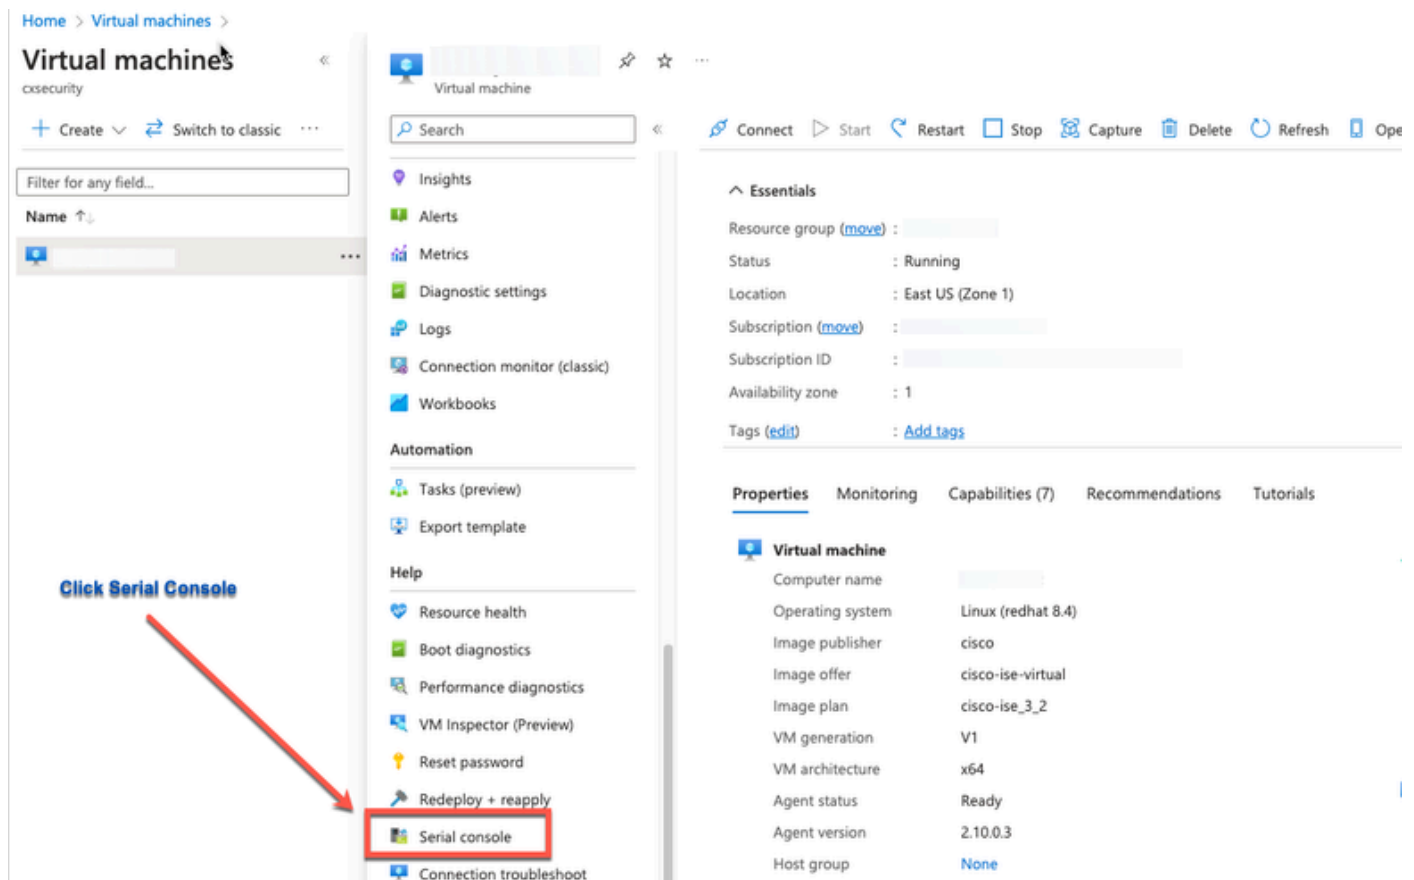 Home > Virtual machines >
Virtual machines
cxsecurity
Create
Switch to classic
Filter for any field...
Name
Virtual machine
Search
Insights
Alerts
Metrics
Diagnostic settings
Logs
Connection monitor (classic)
Workbooks
Automation
Tasks (preview)
Export template
Help
Resource health
Boot diagnostics
Performance diagnostics
VM Inspector (Preview)
Reset password
Redeploy + reapply
Serial console
Connection troubleshoot
Click Serial Console
Connect Start Restart Stop Capture Delete Refresh Ope
Essentials
Resource group (move) :
Status : Running
Location : East US (Zone 1)
Subscription (move) :
Subscription ID :
Availability zone : 1
Tags (edit) : Add tags
Properties Monitoring Capabilities (7) Recommendations Tutorials
Virtual machine
Computer name
Operating system Linux (redhat 8.4)
Image publisher cisco
Image offer cisco-ise-virtual
Image plan cisco-ise_3_2
VM generation V1
VM architecture x64
Agent status Ready
Agent version 2.10.0.3
Host group None